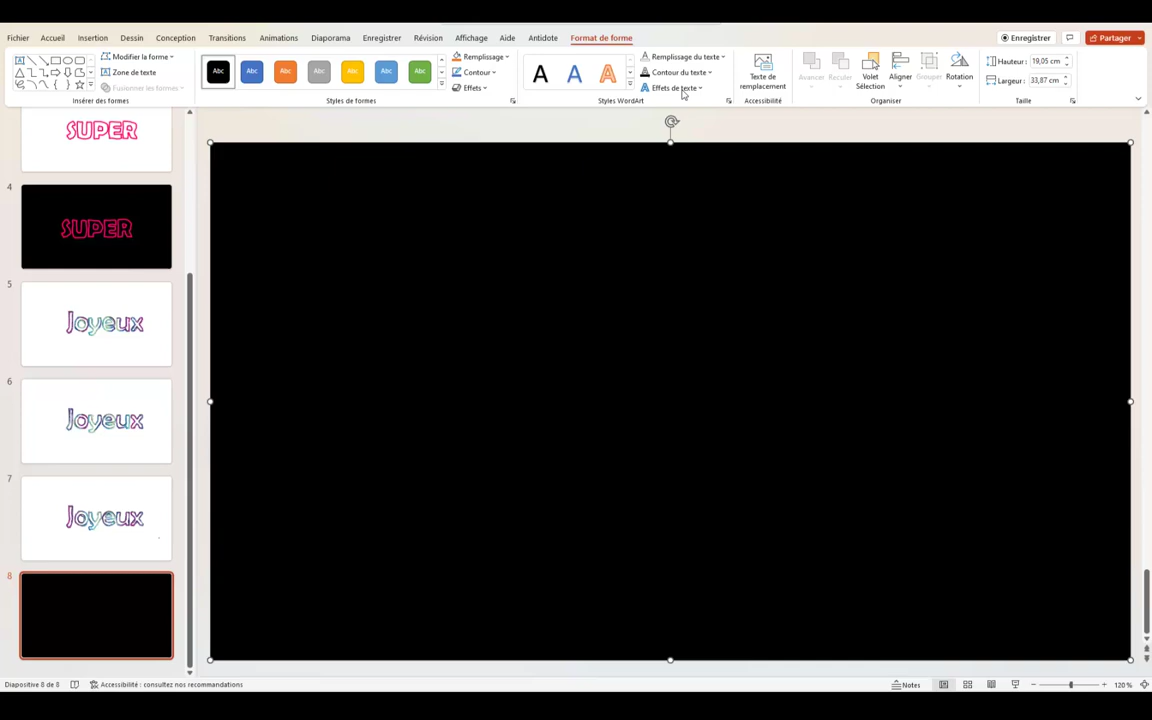 Fichier Accueil Insertion Dessin Conception Transitions Animations Diaporama Enregistrer Révision Affichage Aide Antidote Format de forme Enregistrer Partager
Modifier la forme
Zone de texte
Fusionner les formes
Insérer des formes
Abc Abc Abc Abc Abc Abc Abc
Remplissage
Contour
Effets
Styles de formes
A A A
Remplissage du texte
Contour du texte
Effets de texte
Styles WordArt
Texte de remplacement
Accessibilité
Avancer
Reculer
Volet Sélection
Aligner
Grouper
Rotation
Organiser
Hauteur : 19,05 cm
Largeur : 33,87 cm
Taille
SUPER
4
SUPER
5
Joyeux
6
Joyeux
7
Joyeux
8
Diapositive 8 de 8 Accessibilité : consultez nos recommandations Notes 120 %